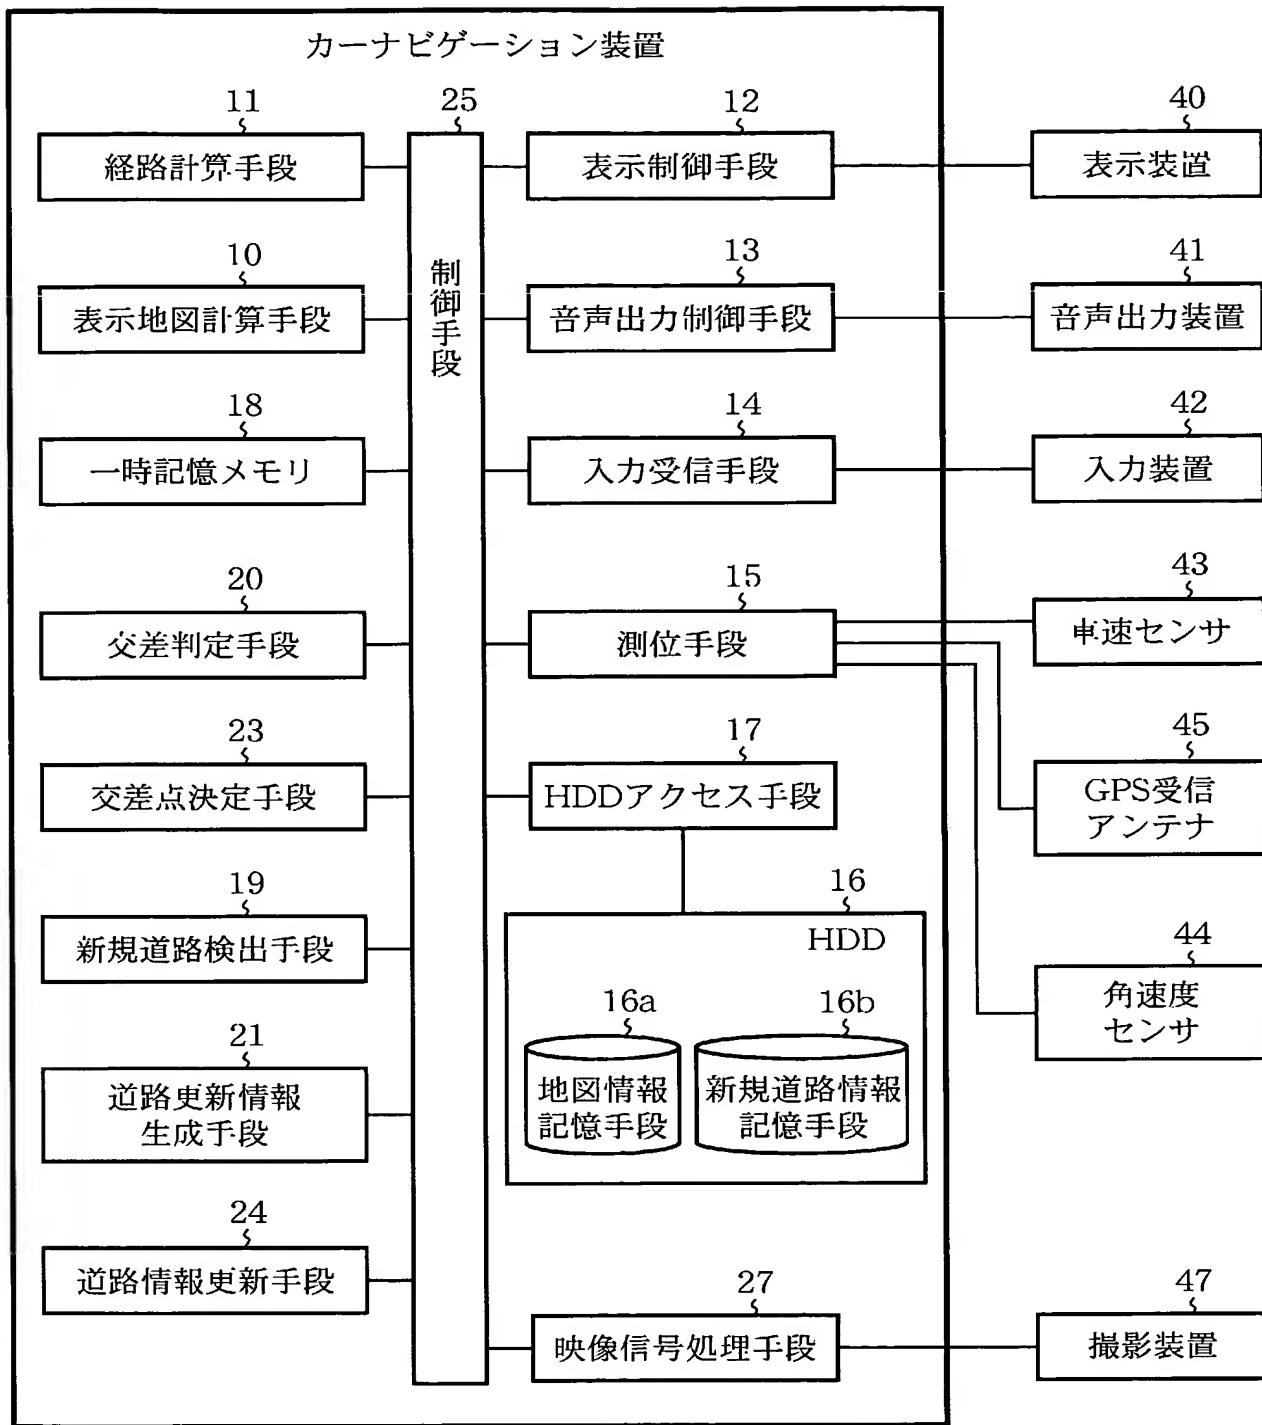 カーナビゲーション装置
11
25
12
40
経路計算手段
表示制御手段
表示装置
10
13
41
制御手段
表示地図計算手段
音声出力制御手段
音声出力装置
18
14
42
一時記憶メモリ
入力受信手段
入力装置
20
15
43
交差判定手段
測位手段
車速センサ
23
17
45
交差点決定手段
HDDアクセス手段
GPS受信
アンテナ
19
16
44
新規道路検出手段
HDD
角速度
センサ
16a
16b
21
道路更新情報
生成手段
地図情報
記憶手段
新規道路情報
記憶手段
24
道路情報更新手段
27
47
映像信号処理手段
撮影装置